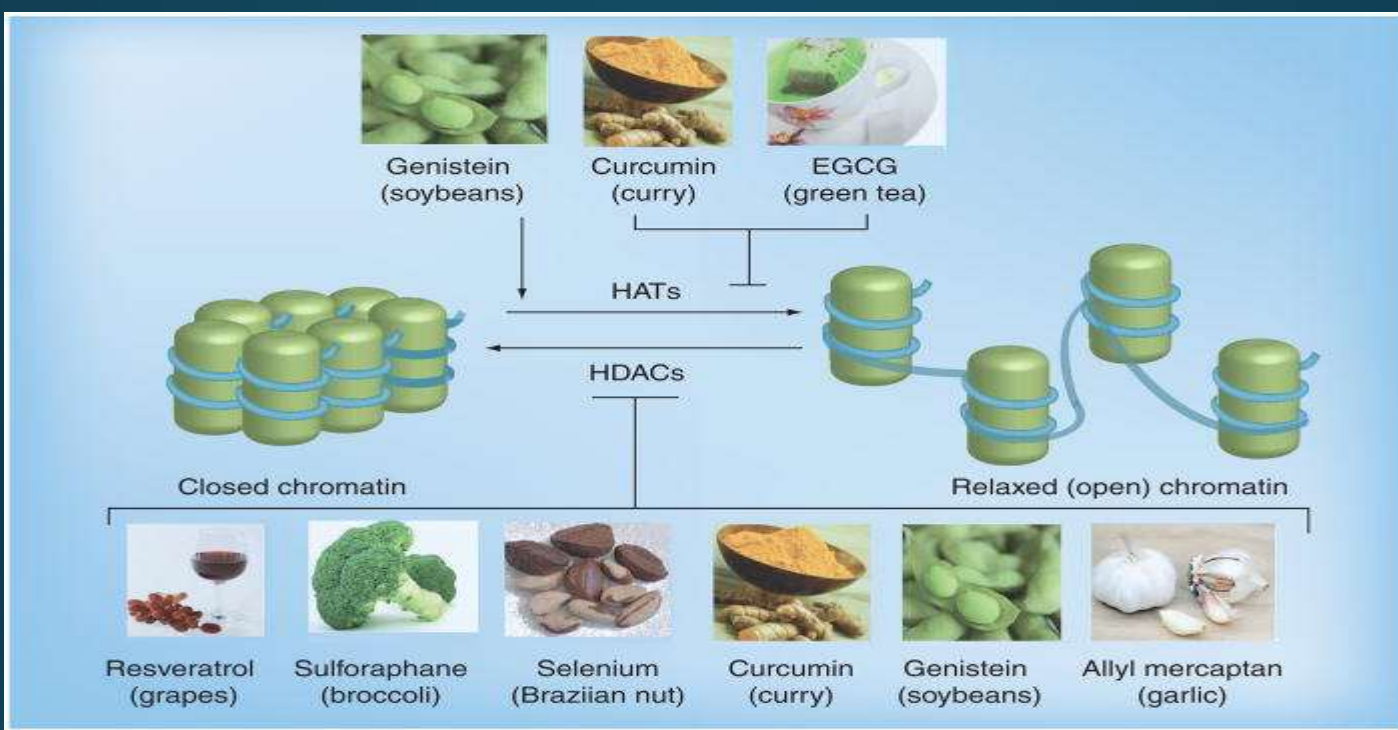 Genistein
(soybeans)
Curcumin
(curry)
EGCG
(green tea)
HATs
HDACs
Closed chromatin
Relaxed (open) chromatin
Resveratrol
(grapes)
Sulforaphane
(broccoli)
Selenium
(Braziian nut)
Curcumin
(curry)
Genistein
(soybeans)
Allyl mercaptan
(garlic)